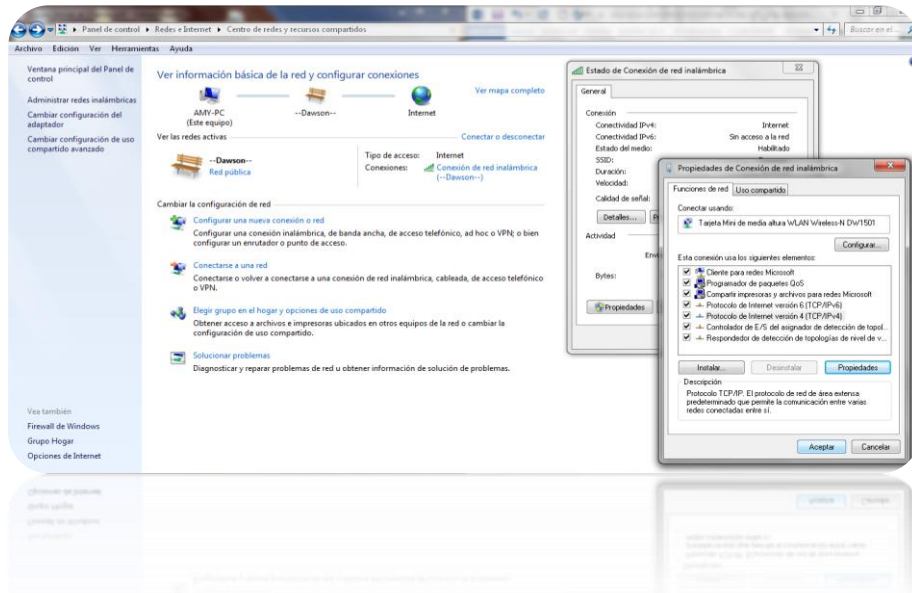 Panel de control ▸ Redes e Internet ▸ Centro de redes y recursos compartidos
Buscar en el...
Archivo Edición Ver Herramientas Ayuda
Ventana principal del Panel de
control
Administrar redes inalámbricas
Cambiar configuración del
adaptador
Cambiar configuración de uso
compartido avanzado
Vea también
Firewall de Windows
Grupo Hogar
Opciones de Internet
Ver información básica de la red y configurar conexiones
Ver mapa completo
AMY-PC
(Este equipo)
--Dawson--
Internet
Ver las redes activas
Conectar o desconectar
--Dawson--
Red pública
Tipo de acceso: Internet
Conexiones: Conexión de red inalámbrica
(--Dawson--)
Cambiar la configuración de red
Configurar una nueva conexión o red
Configurar una conexión inalámbrica, de banda ancha, de acceso telefónico, ad hoc o VPN; o bien
configurar un enrutador o punto de acceso.
Conectarse a una red
Conectarse o volver a conectarse a una conexión de red inalámbrica, cableada, de acceso telefónico
o VPN.
Elegir grupo en el hogar y opciones de uso compartido
Obtener acceso a archivos e impresoras ubicados en otros equipos de la red o cambiar la
configuración de uso compartido.
Solucionar problemas
Diagnosticar y reparar problemas de red u obtener información de solución de problemas.
Estado de Conexión de red inalámbrica
General
Conexión
Conectividad IPv4: Internet
Conectividad IPv6: Sin acceso a la red
Estado del medio: Habilitado
SSID:
Duración:
Velocidad:
Calidad de señal:
Detalles...
Actividad
Bytes:
Propiedades
Propiedades de Conexión de red inalámbrica
Funciones de red Uso compartido
Conectar usando:
Tarjeta Mini de media altura WLAN Wireless-N DW1501
Configurar...
Esta conexión usa los siguientes elementos:
Cliente para redes Microsoft
Programador de paquetes QoS
Compartir impresoras y archivos para redes Microsoft
Protocolo de Internet versión 6 (TCP/IPv6)
Protocolo de Internet versión 4 (TCP/IPv4)
Controlador de E/S del asignador de detección de topol...
Respondedor de detección de topologías de nivel de v...
Instalar... Desinstalar Propiedades
Descripción
Protocolo TCP/IP. El protocolo de red de área extensa
predeterminado que permite la comunicación entre varias
redes conectadas entre sí.
Aceptar Cancelar